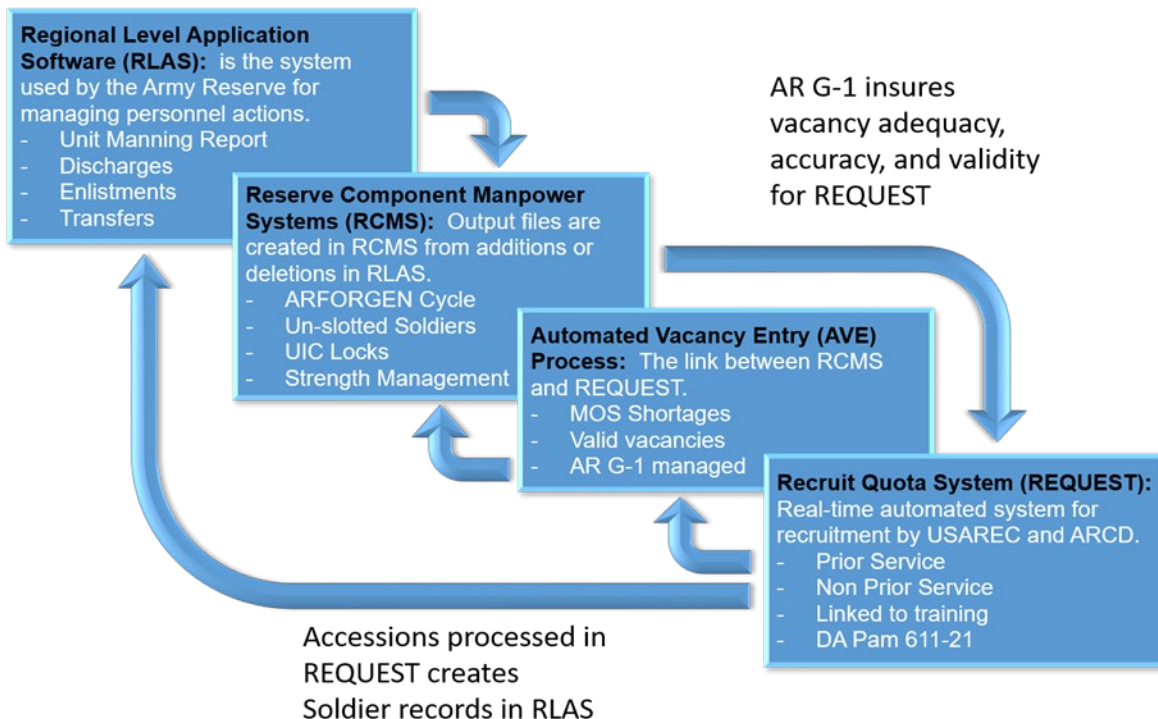 Regional Level Application
Software (RLAS):  is the system
used by the Army Reserve for
managing personnel actions.
- Unit Manning Report
- Discharges
- Enlistments
- Transfers
AR G-1 insures
vacancy adequacy,
accuracy, and validity
for REQUEST
Reserve Component Manpower
Systems (RCMS):  Output files are
created in RCMS from additions or
deletions in RLAS.
- ARFORGEN Cycle
- Un-slotted Soldiers
- UIC Locks
- Strength Management
Automated Vacancy Entry (AVE)
Process:  The link between RCMS
and REQUEST.
- MOS Shortages
- Valid vacancies
- AR G-1 managed
Recruit Quota System (REQUEST):
Real-time automated system for
recruitment by USAREC and ARCD.
- Prior Service
- Non Prior Service
- Linked to training
- DA Pam 611-21
Accessions processed in
REQUEST creates
Soldier records in RLAS